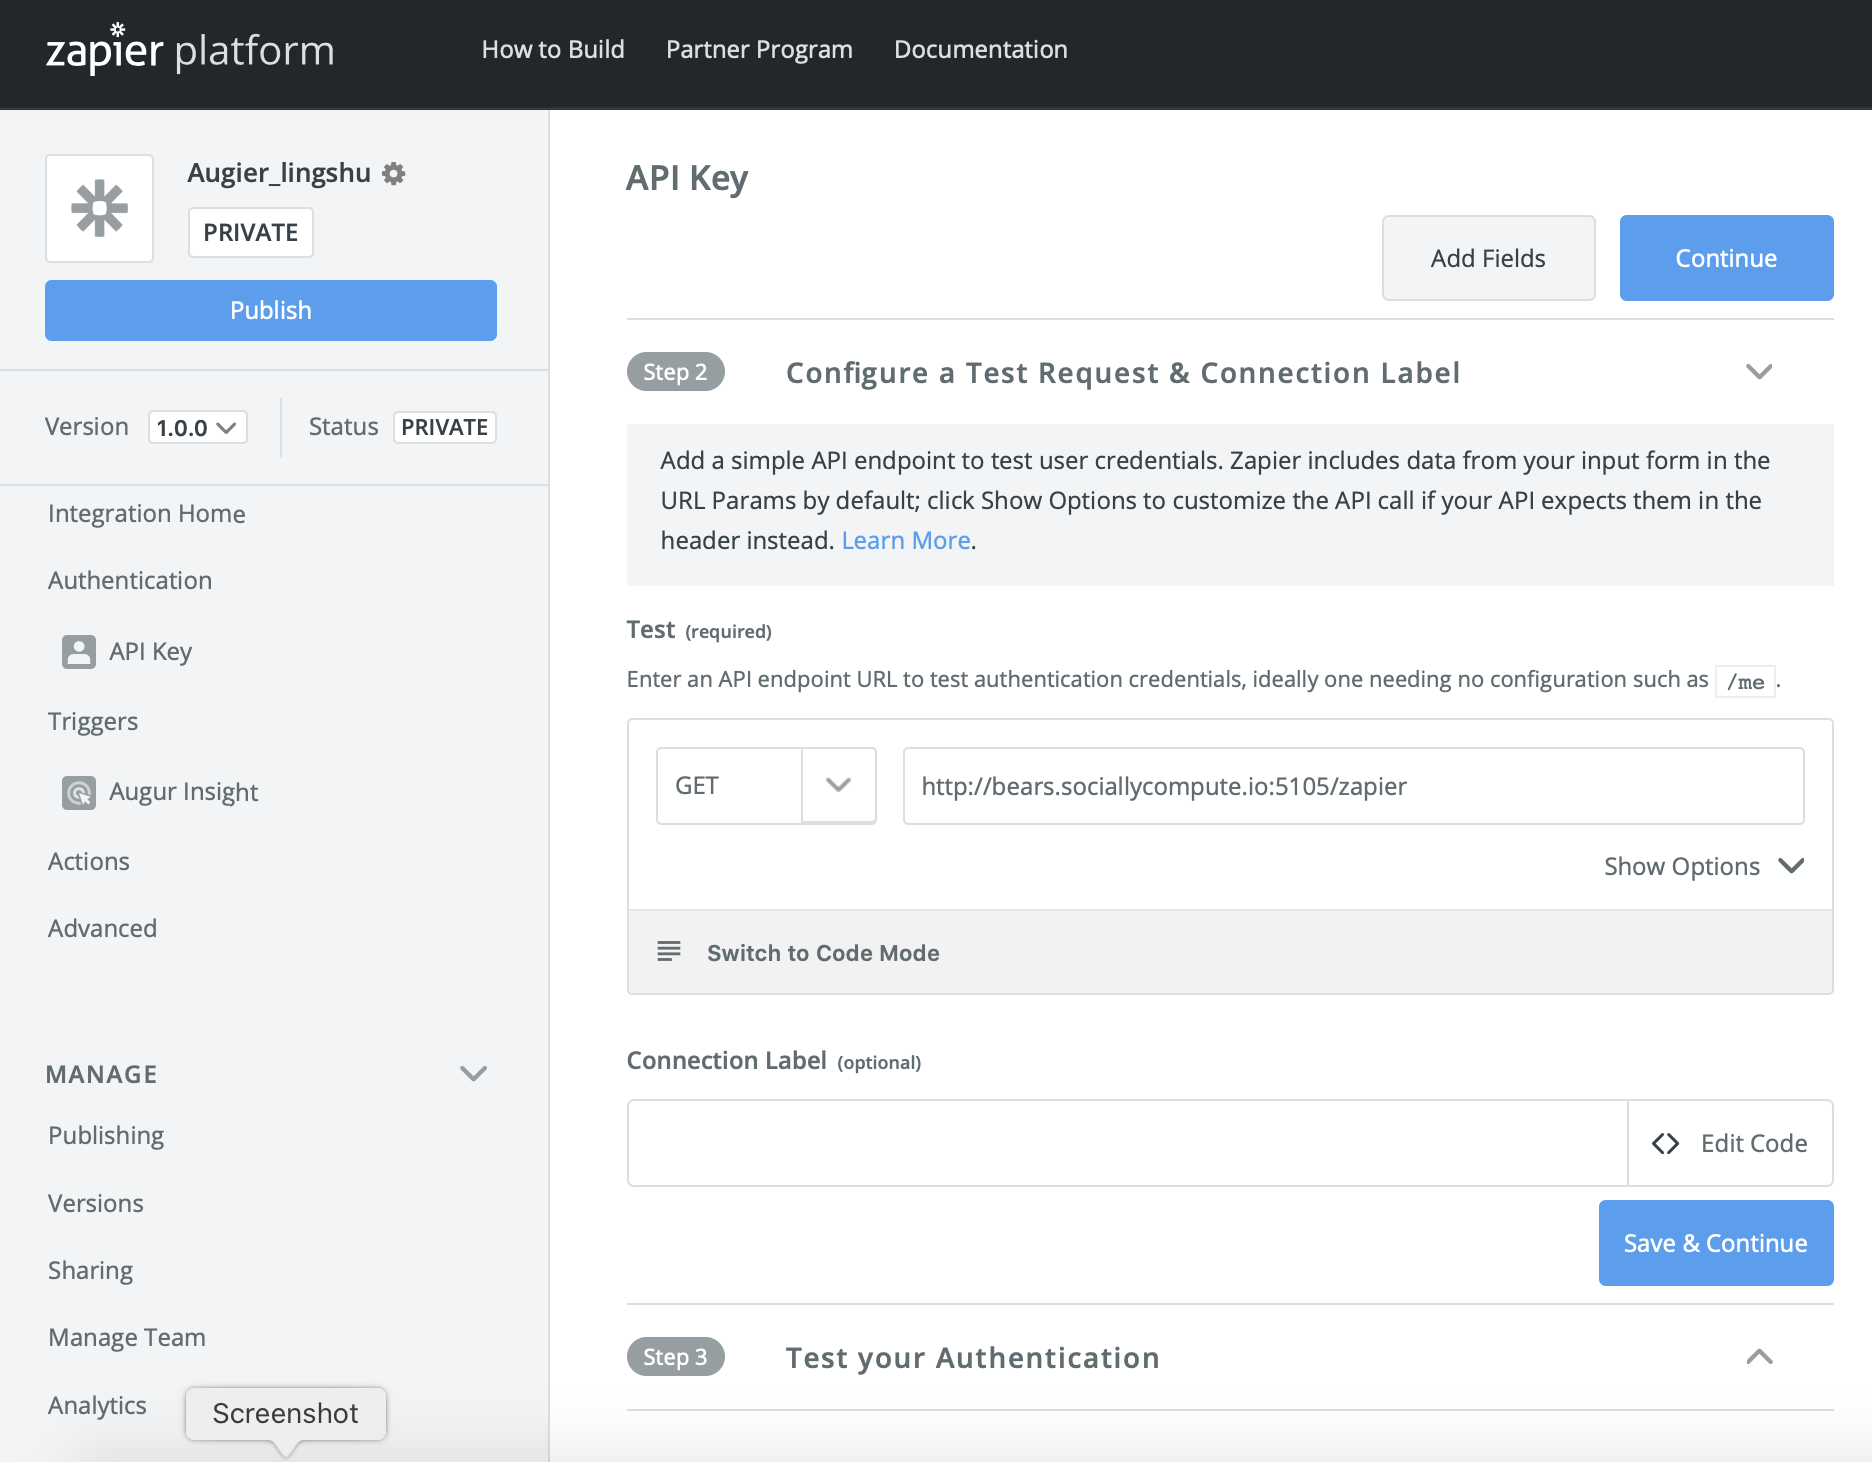 zapier platform
How to Build
Partner Program
Documentation
Augier_lingshu
PRIVATE
Publish
Version 1.0.0
Status PRIVATE
Integration Home
Authentication
API Key
Triggers
Augur Insight
Actions
Advanced
MANAGE
Publishing
Versions
Sharing
Manage Team
Analytics
Screenshot
API Key
Add Fields
Continue
Step 2 Configure a Test Request & Connection Label
Add a simple API endpoint to test user credentials. Zapier includes data from your input form in the
URL Params by default; click Show Options to customize the API call if your API expects them in the
header instead. Learn More.
Test (required)
Enter an API endpoint URL to test authentication credentials, ideally one needing no configuration such as /me .
GET
http://bears.sociallycompute.io:5105/zapier
Show Options
Switch to Code Mode
Connection Label (optional)
<> Edit Code
Save & Continue
Step 3 Test your Authentication